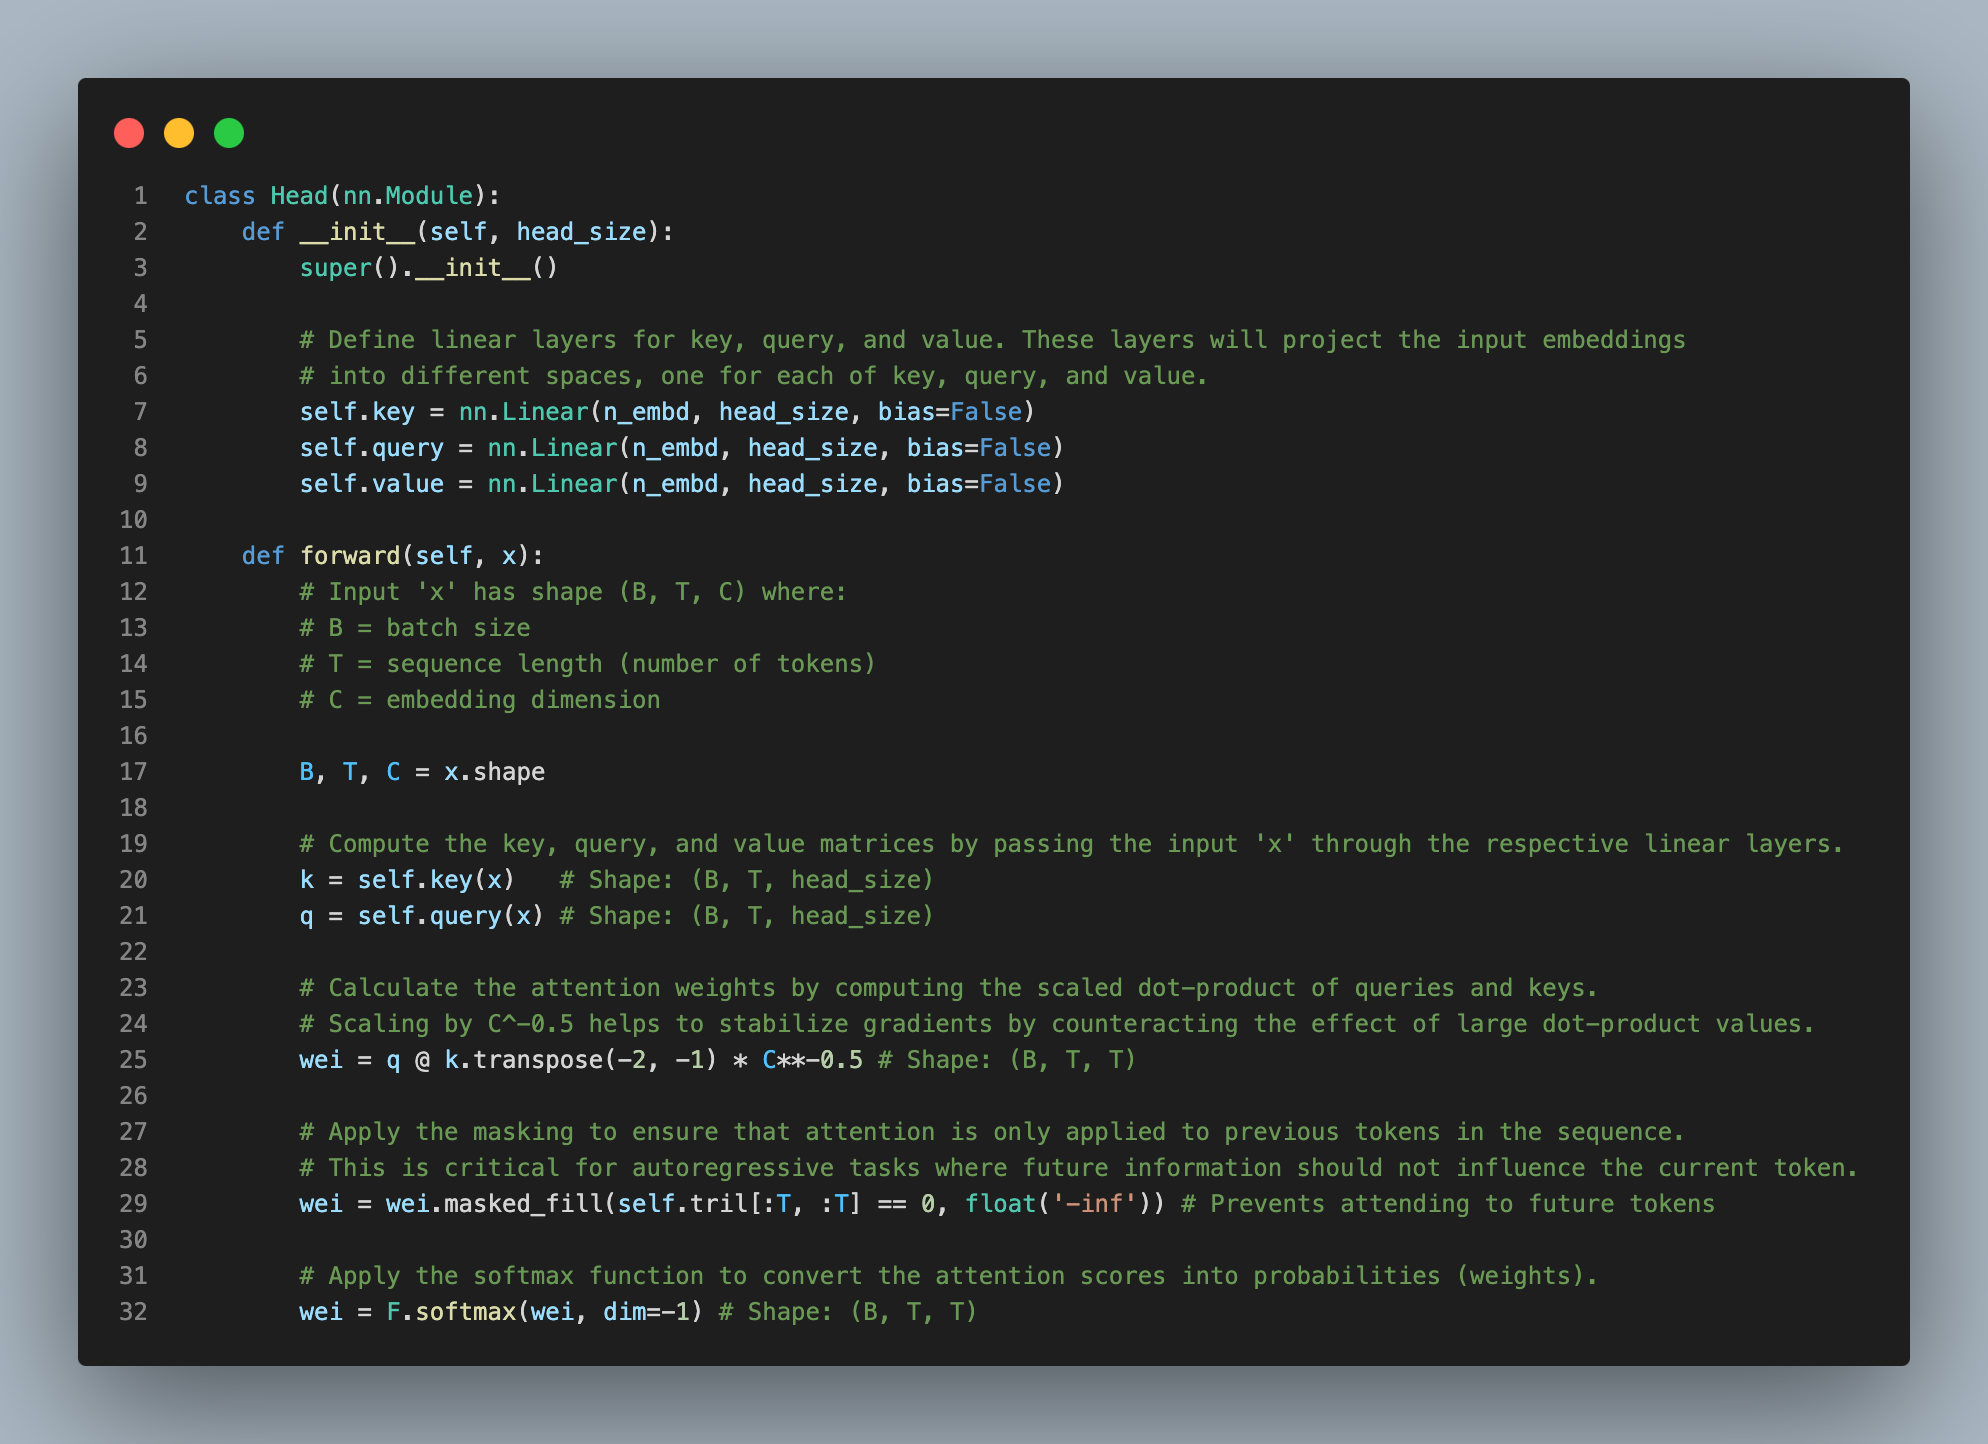 1 class Head(nn.Module):
2     def __init__(self, head_size):
3         super().__init__()
4
5         # Define linear layers for key, query, and value. These layers will project the input embeddings
6         # into different spaces, one for each of key, query, and value.
7         self.key = nn.Linear(n_embd, head_size, bias=False)
8         self.query = nn.Linear(n_embd, head_size, bias=False)
9         self.value = nn.Linear(n_embd, head_size, bias=False)
10
11     def forward(self, x):
12         # Input 'x' has shape (B, T, C) where:
13         # B = batch size
14         # T = sequence length (number of tokens)
15         # C = embedding dimension
16
17         B, T, C = x.shape
18
19         # Compute the key, query, and value matrices by passing the input 'x' through the respective linear layers.
20         k = self.key(x)   # Shape: (B, T, head_size)
21         q = self.query(x) # Shape: (B, T, head_size)
22
23         # Calculate the attention weights by computing the scaled dot-product of queries and keys.
24         # Scaling by C^-0.5 helps to stabilize gradients by counteracting the effect of large dot-product values.
25         wei = q @ k.transpose(-2, -1) * C**-0.5 # Shape: (B, T, T)
26
27         # Apply the masking to ensure that attention is only applied to previous tokens in the sequence.
28         # This is critical for autoregressive tasks where future information should not influence the current token.
29         wei = wei.masked_fill(self.tril[:T, :T] == 0, float('-inf')) # Prevents attending to future tokens
30
31         # Apply the softmax function to convert the attention scores into probabilities (weights).
32         wei = F.softmax(wei, dim=-1) # Shape: (B, T, T)